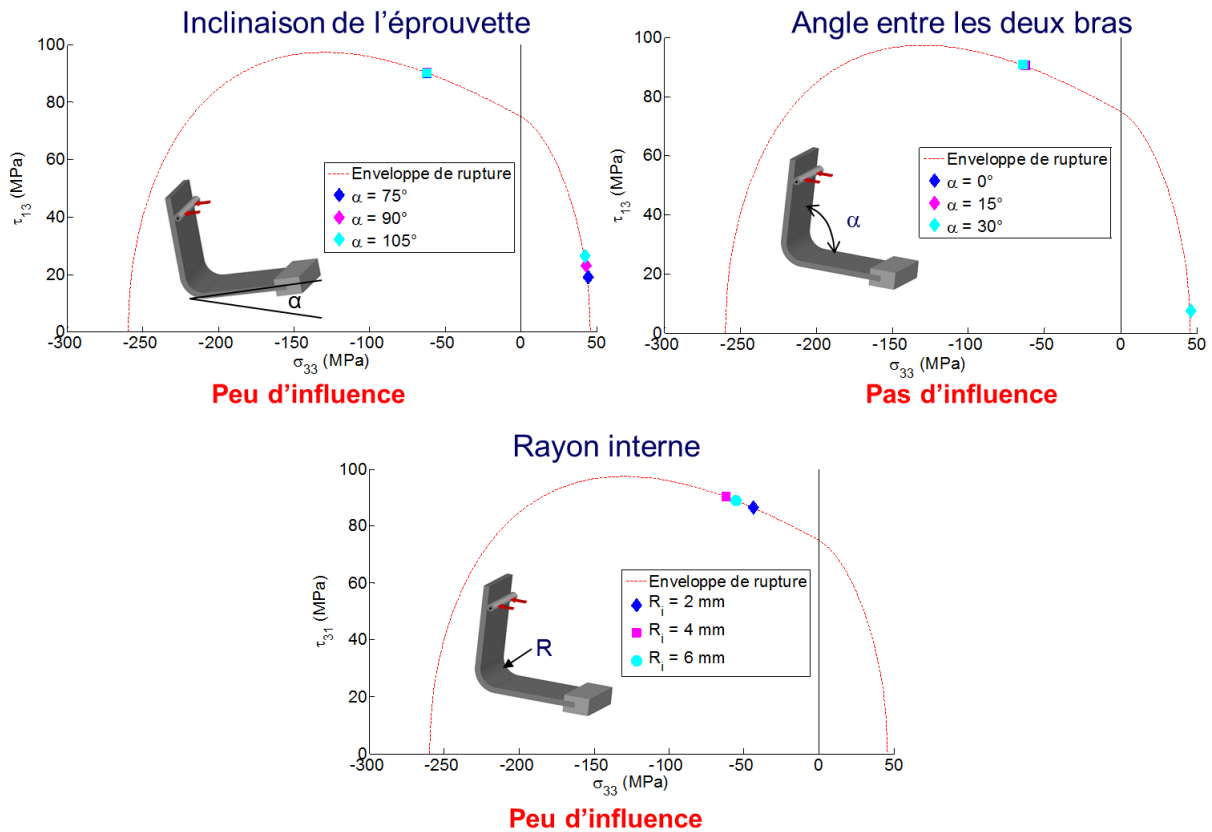 Inclinaison de l'éprouvette
100
80
60
40
20
0
τ13 (MPa)
Enveloppe de rupture
α = 75°
α = 90°
α = 105°
α
-300 -250 -200 -150 -100 -50 0 50
σ33 (MPa)
Peu d'influence
Angle entre les deux bras
100
80
60
40
20
0
τ13 (MPa)
Enveloppe de rupture
α = 0°
α = 15°
α = 30°
α
-300 -250 -200 -150 -100 -50 0 50
σ33 (MPa)
Pas d'influence
Rayon interne
100
80
60
40
20
0
τ31 (MPa)
Enveloppe de rupture
Ri = 2 mm
Ri = 4 mm
Ri = 6 mm
R
-300 -250 -200 -150 -100 -50 0 50
σ33 (MPa)
Peu d'influence